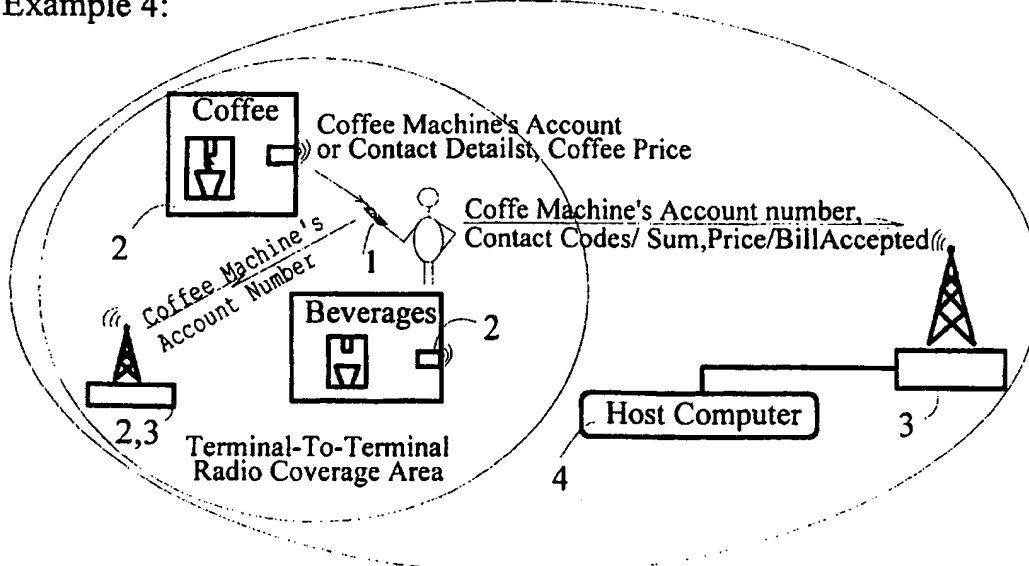 Example 4:
Coffee
Coffee Machine's Account
or Contact Detailst, Coffee Price
2
1
Coffe Machine's Account number,
Contact Codes/ Sum,Price/BillAccepted
Coffee Machine's
Account Number
Beverages
2
2,3
Terminal-To-Terminal
Radio Coverage Area
Host Computer
3
4